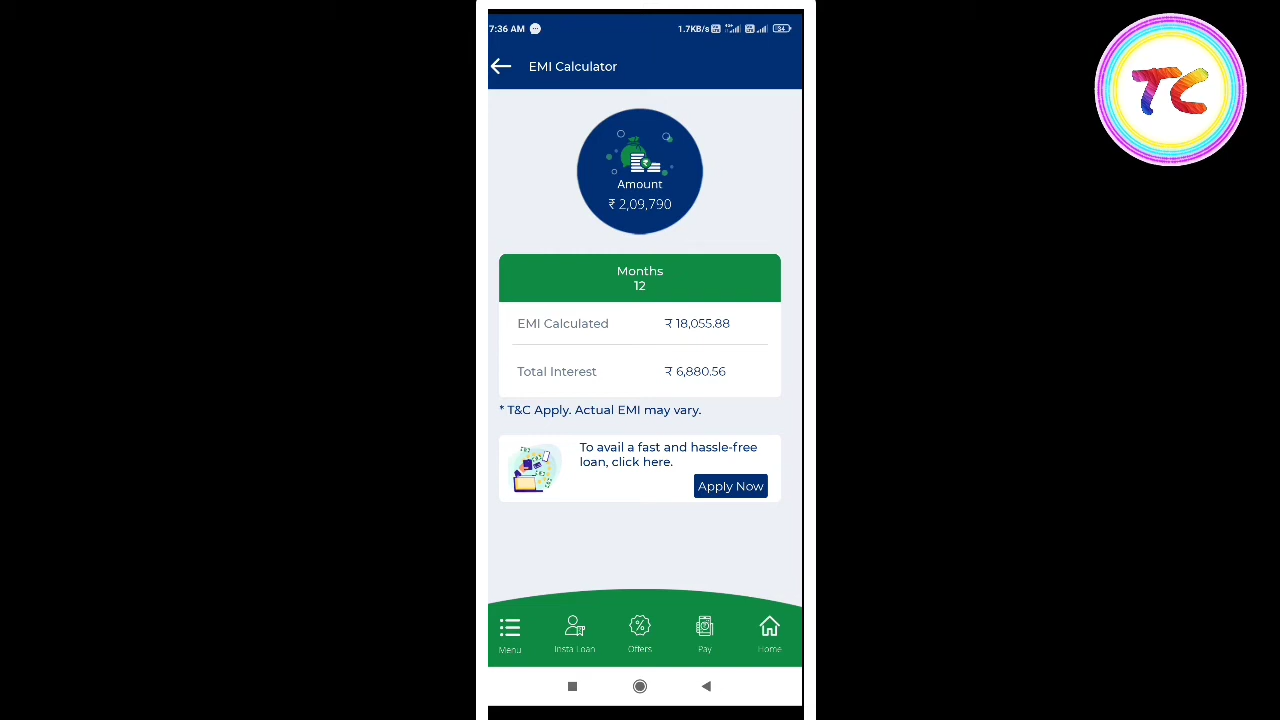 7:36 AM
1.7KB/s
EMI Calculator
TC
Amount
₹ 2,09,790
Months
12
EMI Calculated ₹ 18,055.88
Total Interest ₹ 6,880.56
* T&C Apply. Actual EMI may vary.
To avail a fast and hassle-free
loan, click here.
Apply Now
Menu Insta Loan Offers Pay Home